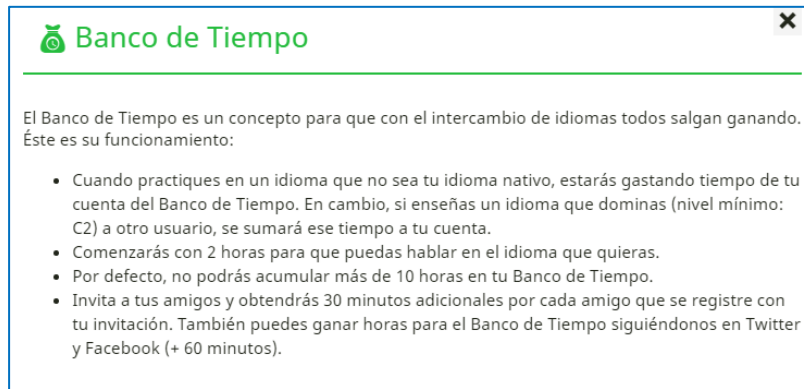 Banco de Tiempo
El Banco de Tiempo es un concepto para que con el intercambio de idiomas todos salgan ganando.
Éste es su funcionamiento:
• Cuando practiques en un idioma que no sea tu idioma nativo, estarás gastando tiempo de tu
cuenta del Banco de Tiempo. En cambio, si enseñas un idioma que dominas (nivel mínimo:
C2) a otro usuario, se sumará ese tiempo a tu cuenta.
• Comenzarás con 2 horas para que puedas hablar en el idioma que quieras.
• Por defecto, no podrás acumular más de 10 horas en tu Banco de Tiempo.
• Invita a tus amigos y obtendrás 30 minutos adicionales por cada amigo que se registre con
tu invitación. También puedes ganar horas para el Banco de Tiempo siguiéndonos en Twitter
y Facebook (+ 60 minutos).